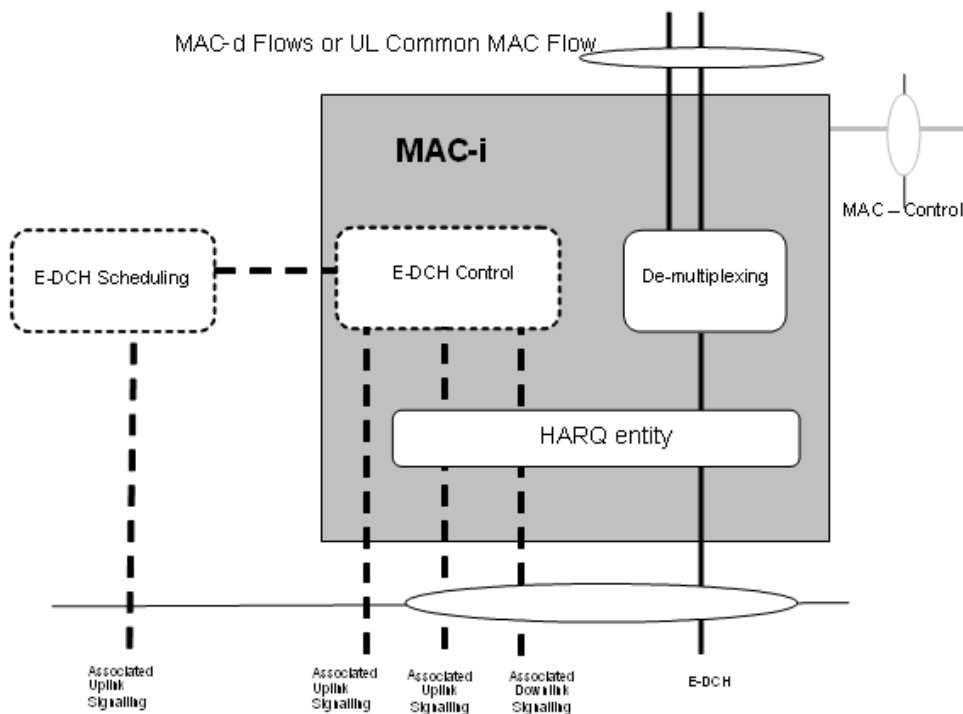 MAC-d Flows or UL Common MAC Flow
MAC-i
MAC – Control
E-DCH Scheduling
E-DCH Control
De-multiplexing
HARQ entity
Associated
Uplink
Signalling
Associated
Uplink
Signalling
Associated
Uplink
Signalling
Associated
Downlink
Signalling
E-DCH